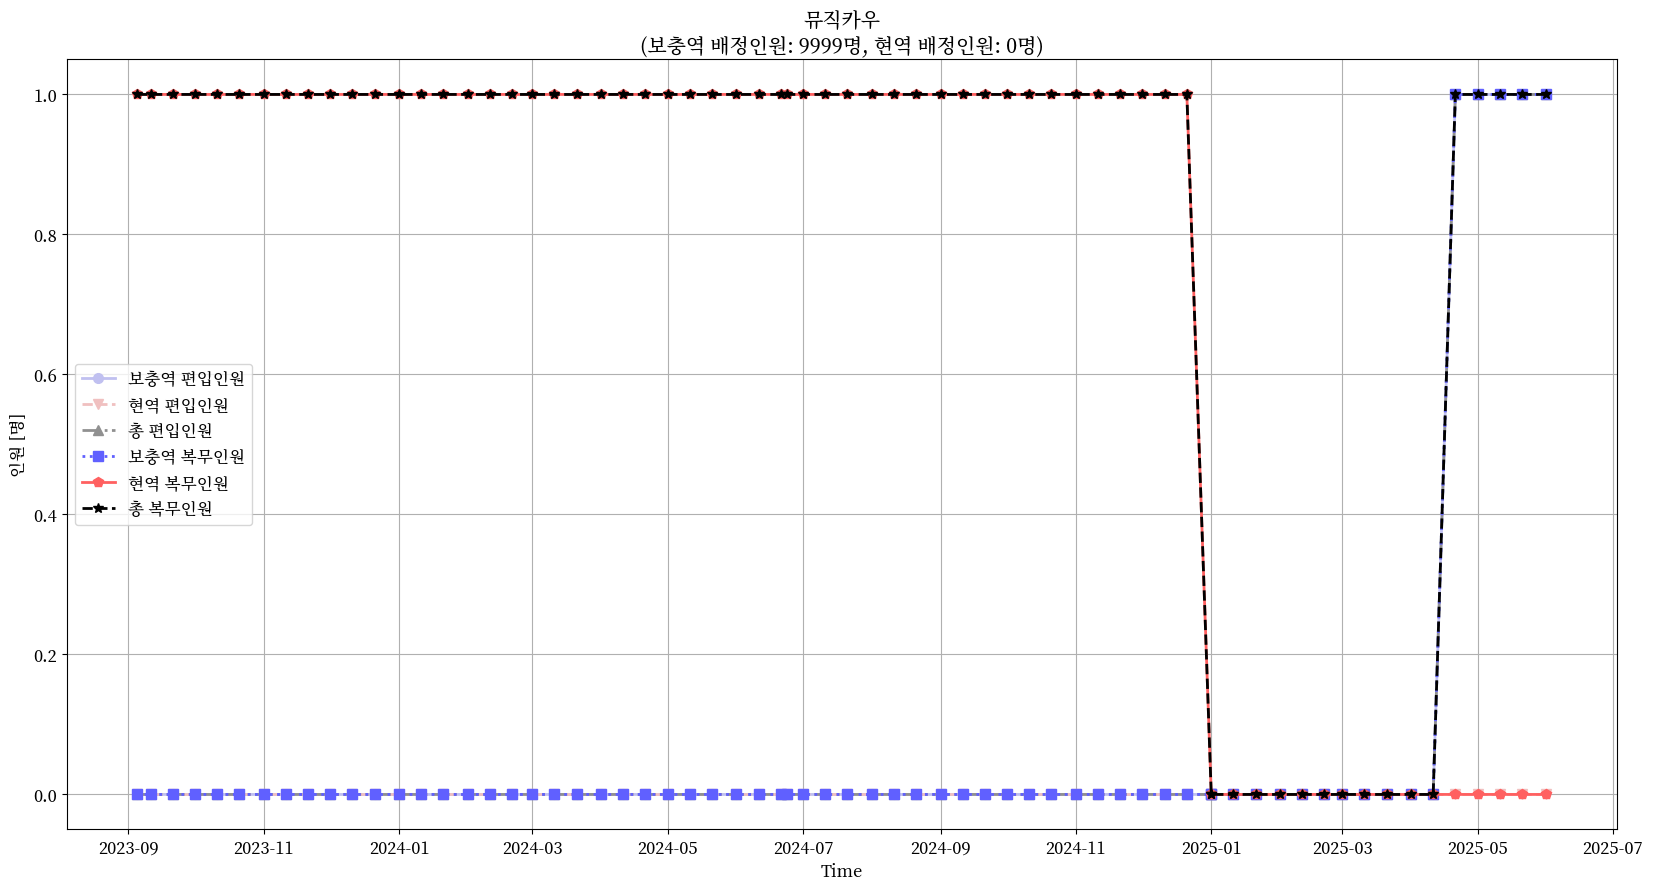 뮤직카우
(보충역 배정인원: 9999명, 현역 배정인원: 0명)
1.0
0.8
0.6
0.4
0.2
0.0
인원 [명]
보충역 편입인원
현역 편입인원
총 편입인원
보충역 복무인원
현역 복무인원
총 복무인원
2023-09
2023-11
2024-01
2024-03
2024-05
2024-07
2024-09
2024-11
2025-01
2025-03
2025-05
2025-07
Time